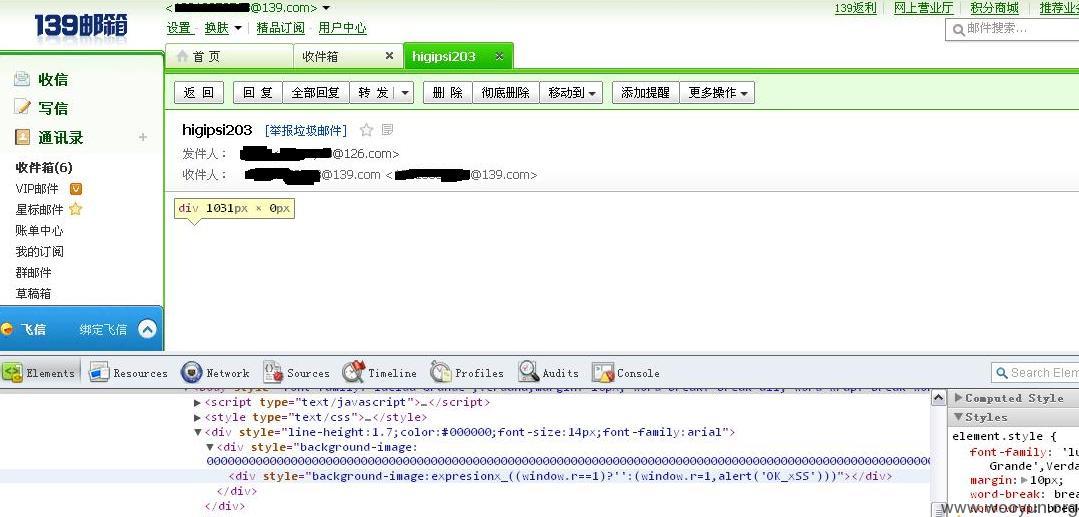 139邮箱
@139.com>
139返利 网上营业厅 积分商城 推荐业
设置 换肤 精品订阅 用户中心
邮件搜索...
首页 收件箱 higipsi203
收信
写信
通讯录
返 回 回 复 全部回复 转 发 删 除 彻底删除 移动到 添加提醒 更多操作
higipsi203 [举报垃圾邮件]
发件人： @126.com>
收件人： @139.com < @139.com>
div 1031px × 0px
收件箱(6)
VIP邮件
星标邮件
账单中心
我的订阅
群邮件
草稿箱
飞信 绑定飞信
Elements Resources Network Sources Timeline Profiles Audits Console Search Elem
<script type="text/javascript">…</script>
<style type="text/css">…</style>
<div style="line-height:1.7;color:#000000;font-size:14px;font-family:arial">
<div style="background-image:
<div style="background-image:expresionx_((window.r==1)?'':(window.r=1,alert('OK_xSS')))"></div>
</div>
</div>
Computed Style
Styles
element.style {
font-family: 'lu
Grande',Verda
margin: 10px;
word-break: break
word-wrap: break
www.wooyun.org